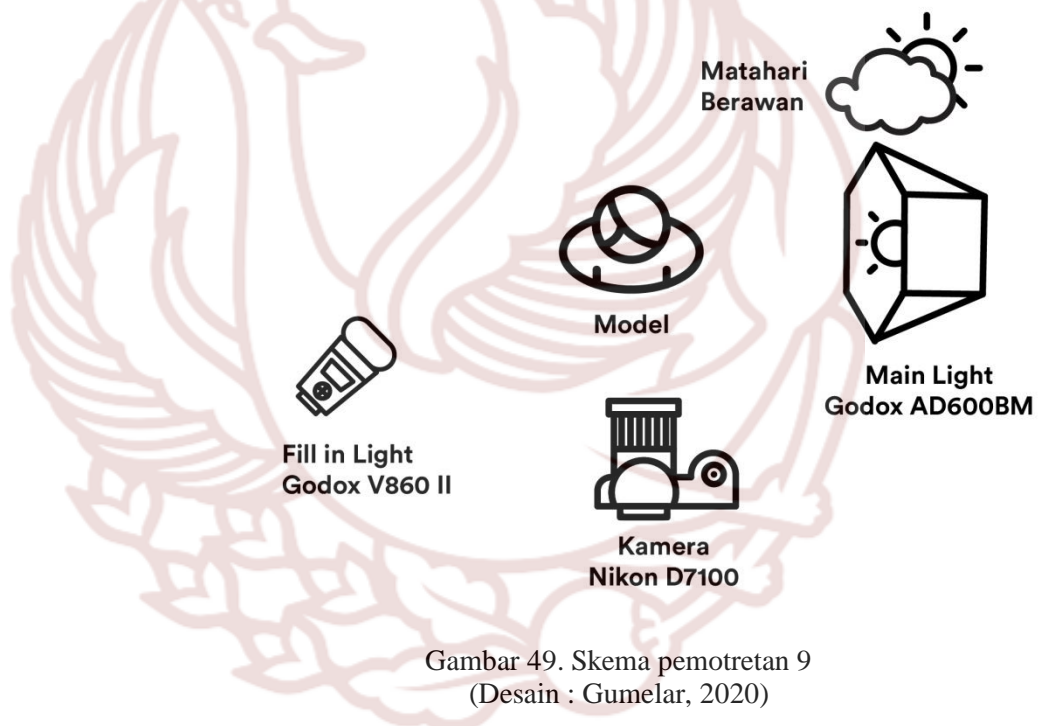 Matahari
Berawan
Model
Main Light
Godox AD600BM
Fill in Light
Godox V860 II
Kamera
Nikon D7100
Gambar 49. Skema pemotretan 9
(Desain : Gumelar, 2020)